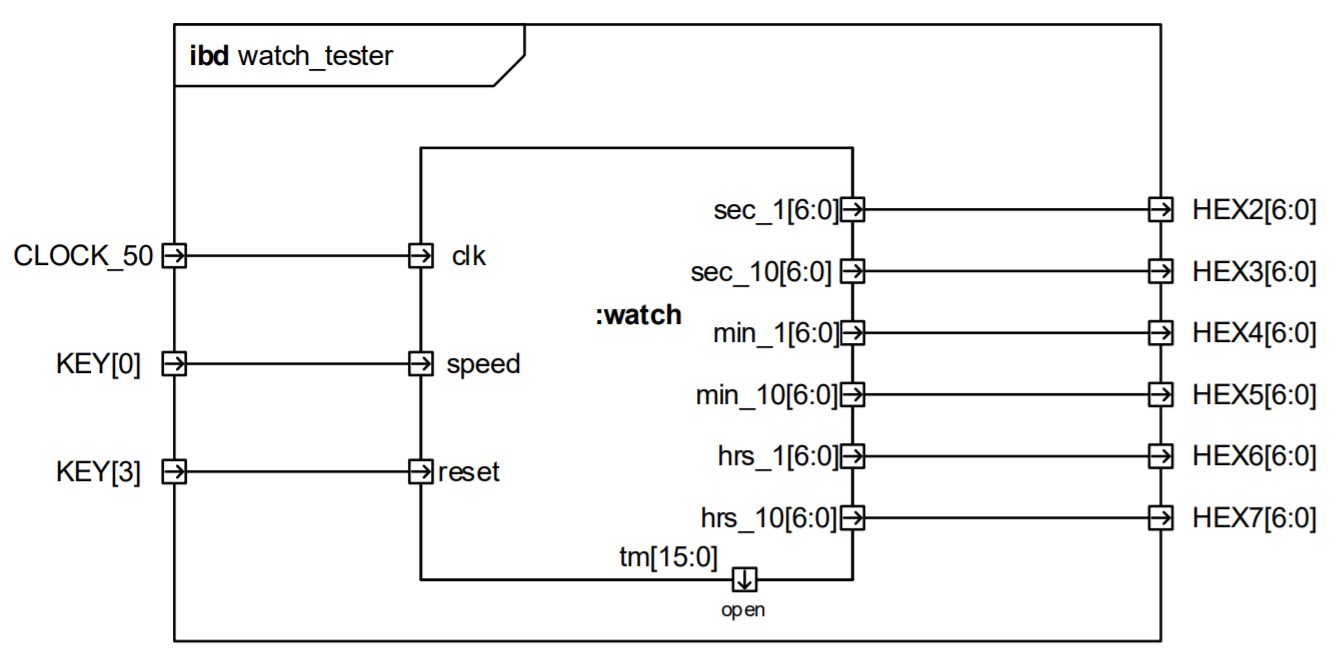 ibd watch_tester
CLOCK_50
KEY[0]
KEY[3]
clk
speed
reset
:watch
sec_1[6:0]
sec_10[6:0]
min_1[6:0]
min_10[6:0]
hrs_1[6:0]
hrs_10[6:0]
tm[15:0]
open
HEX2[6:0]
HEX3[6:0]
HEX4[6:0]
HEX5[6:0]
HEX6[6:0]
HEX7[6:0]